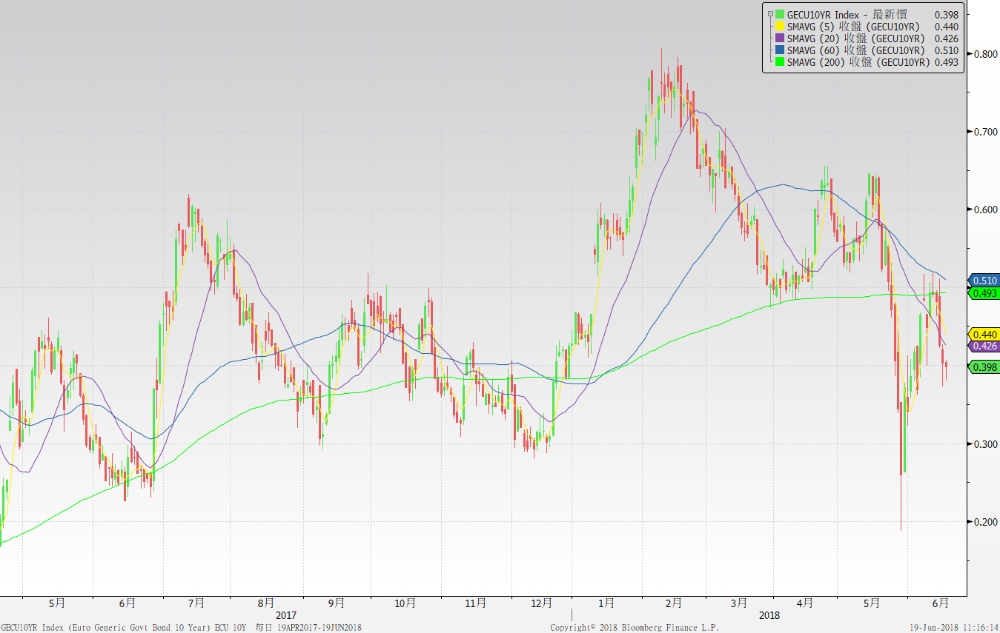 GECU10YR Index - 最新價 0.398
SMAVG (5) 收盤 (GECU10YR) 0.440
SMAVG (20) 收盤 (GECU10YR) 0.426
SMAVG (60) 收盤 (GECU10YR) 0.510
SMAVG (200) 收盤 (GECU10YR) 0.493
0.800
0.700
0.600
0.510
0.493
0.440
0.426
0.398
0.300
0.200
5月 6月 7月 8月 9月 10月 11月 12月 1月 2月 3月 4月 5月 6月
2017 2018
GECU10YR Index (Euro Generic Govt Bond 10 Year) ECU 10Y 每日 19APR2017-19JUN2018 Copyright© 2018 Bloomberg Finance L.P. 19-Jun-2018 11:16:14